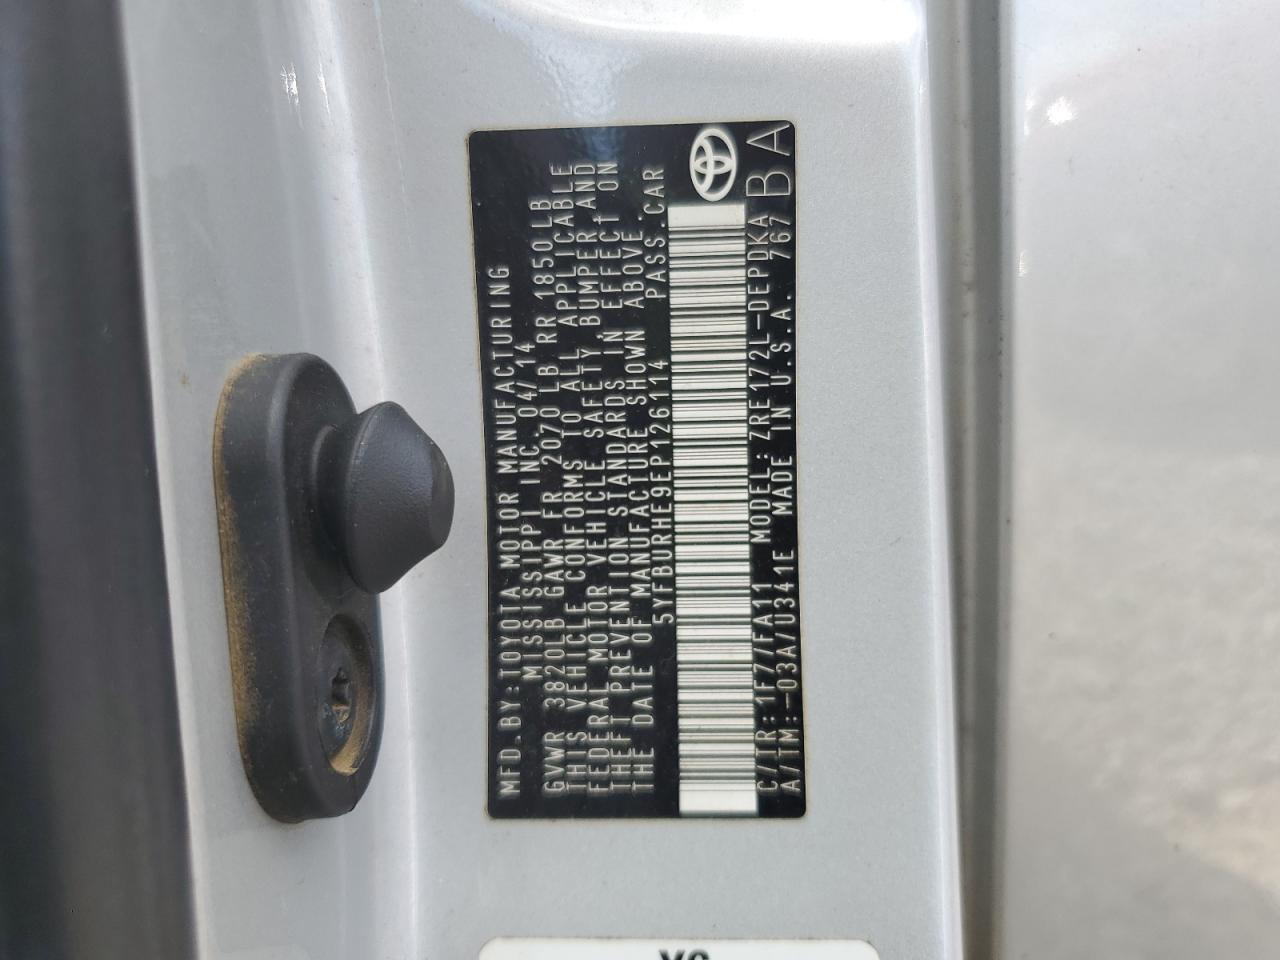 MFD.BY:TOYOTA MOTOR MANUFACTURING
MISSISSIPPI INC. 04/14
GVWR 3820LB GAWR FR 2070 LB RR 1850LB
THIS VEHICLE CONFORMS TO ALL APPLICABLE
FEDERAL MOTOR VEHICLE SAFETY,BUMPER,AND
THEFT PREVENTION STANDARDS IN EFFECT ON
THE DATE OF MANUFACTURE SHOWN ABOVE.
5YFBURHE9EP126114 PASS.CAR
C/TR: 1F7/FA11 MODEL: ZRE172L-DEPDKA
A/TM:-03A/U341E MADE IN U.S.A. 767
BA